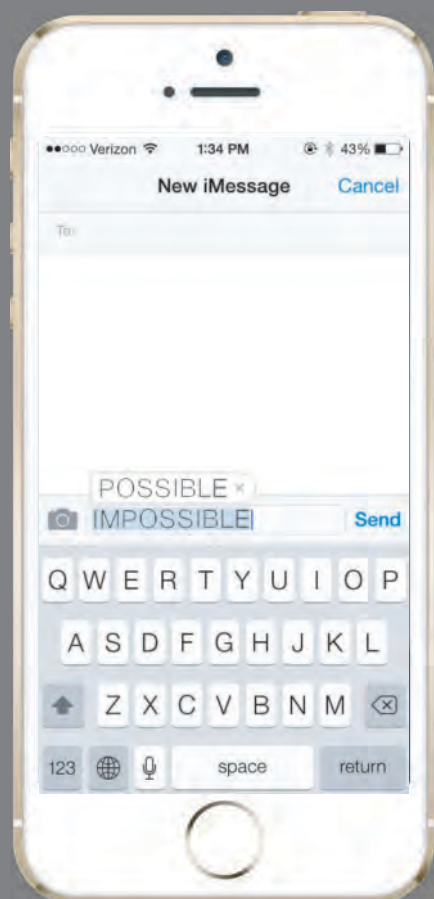 Verizon 1:34 PM 43%
New iMessage Cancel
To:
POSSIBLE ×
IMPOSSIBLE Send
Q W E R T Y U I O P
A S D F G H J K L
Z X C V B N M
123 space return